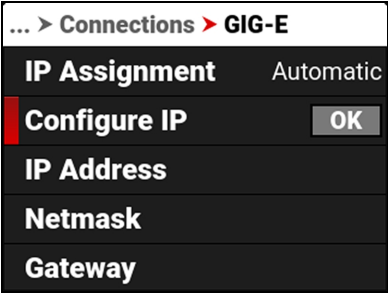 ... > Connections > GIG-E
IP Assignment Automatic
Configure IP OK
IP Address
Netmask
Gateway